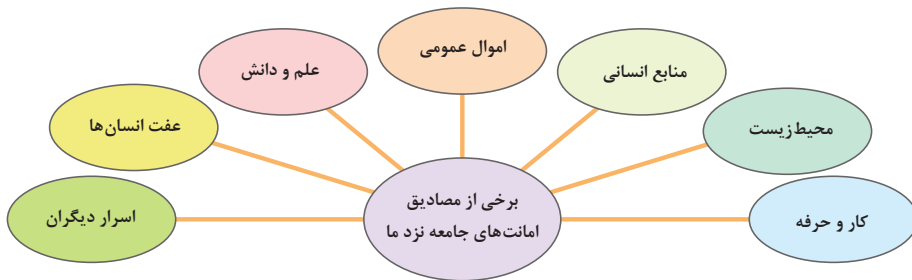 اموال عمومی
علم و دانش
منابع انسانی
عفت انسان‌ها
محیط‌زیست
برخی از مصادیق
امانت‌های جامعه نزد ما
اسرار دیگران
کار و حرفه